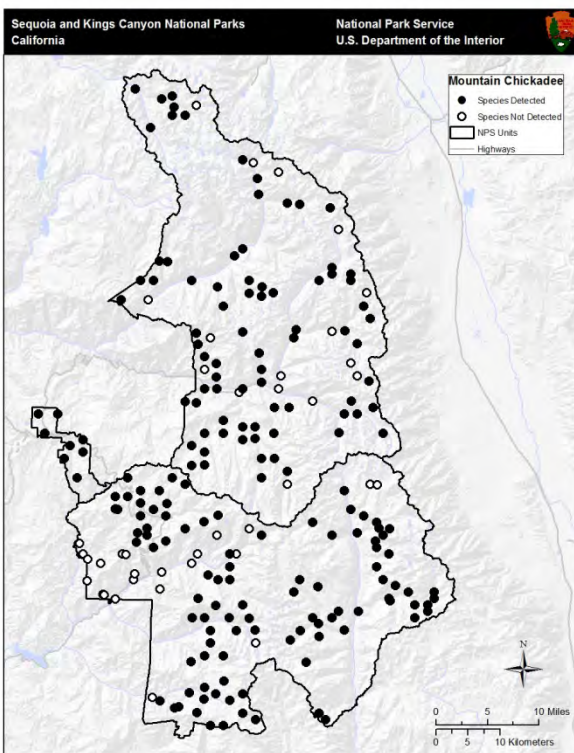 Sequoia and Kings Canyon National Parks
California
National Park Service
U.S. Department of the Interior
Mountain Chickadee
Species Detected
Species Not Detected
NPS Units
Highways
N
0 5 10 Miles
0 5 10 Kilometers